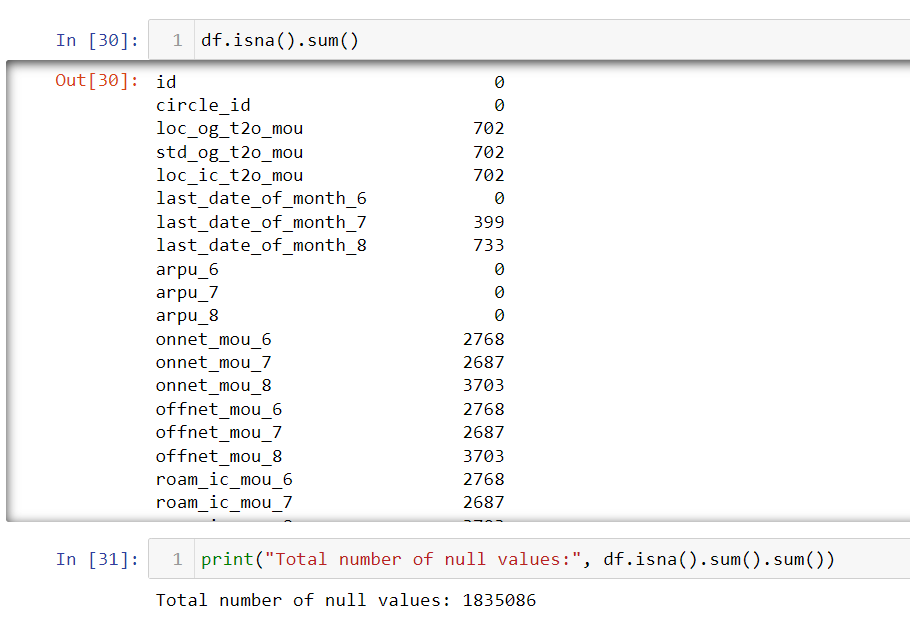 In [30]: 1 df.isna().sum()
Out[30]: id 0
circle_id 0
loc_og_t2o_mou 702
std_og_t2o_mou 702
loc_ic_t2o_mou 702
last_date_of_month_6 0
last_date_of_month_7 399
last_date_of_month_8 733
arpu_6 0
arpu_7 0
arpu_8 0
onnet_mou_6 2768
onnet_mou_7 2687
onnet_mou_8 3703
offnet_mou_6 2768
offnet_mou_7 2687
offnet_mou_8 3703
roam_ic_mou_6 2768
roam_ic_mou_7 2687
In [31]: 1 print("Total number of null values:", df.isna().sum().sum())
Total number of null values: 1835086